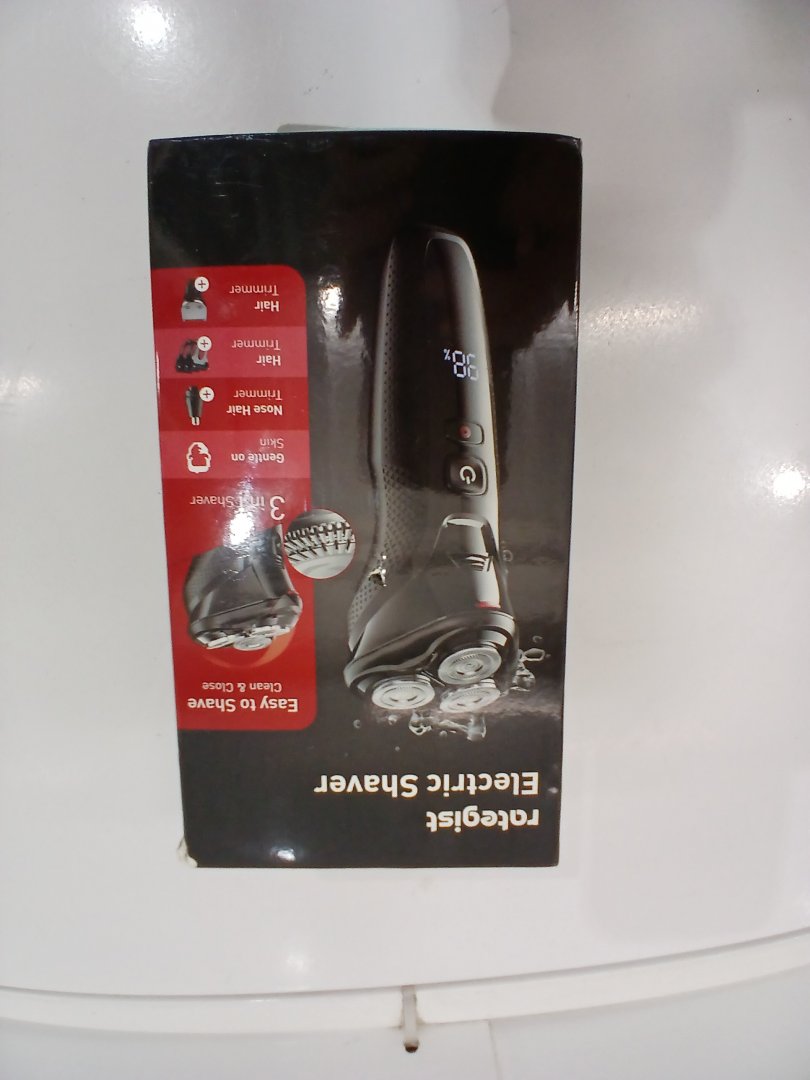 rategist
Electric Shaver
Easy to Shave
Clean & Close
3 in 1 Shaver
Gentle on
Skin
Nose Hair
Trimmer
Hair
Trimmer
Hair
Trimmer
98%